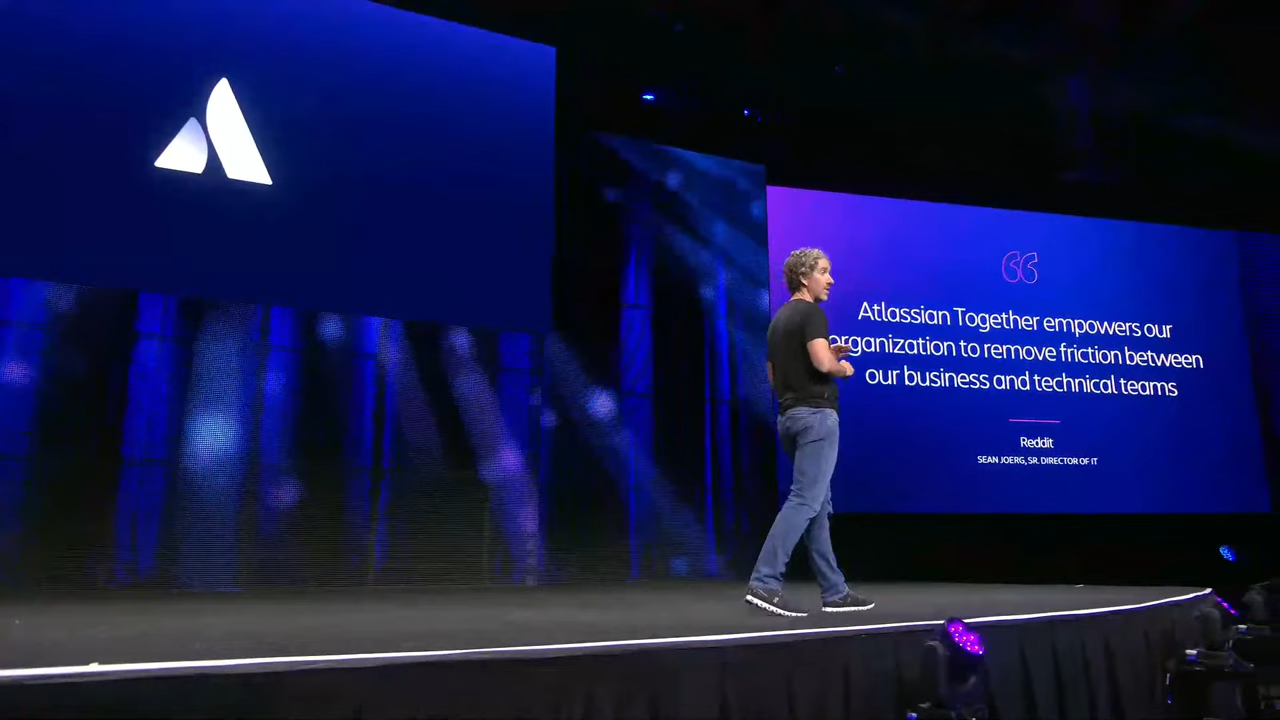 Atlassian Together empowers our
organization to remove friction between
our business and technical teams
Reddit
SEAN JOERG, SR. DIRECTOR OF IT